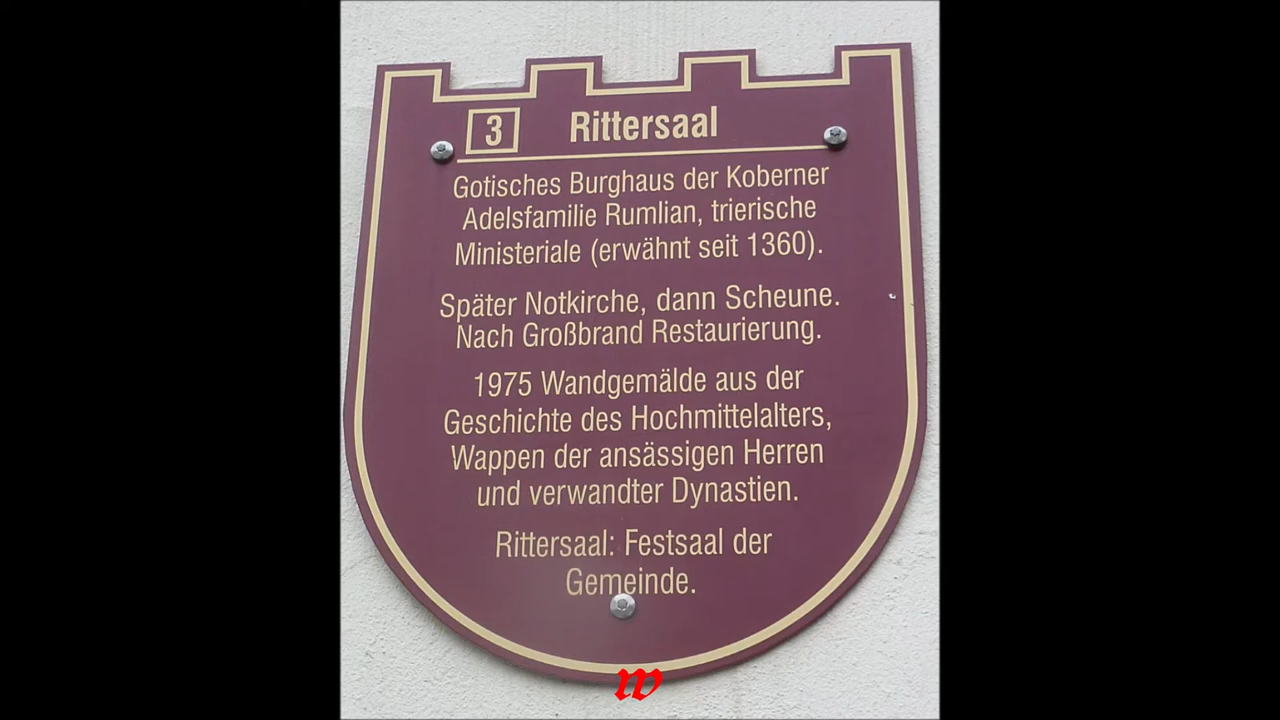 3 Rittersaal
Gotisches Burghaus der Koberner
Adelsfamilie Rumlian, trierische
Ministeriale (erwähnt seit 1360).
Später Notkirche, dann Scheune.
Nach Großbrand Restaurierung.
1975 Wandgemälde aus der
Geschichte des Hochmittelalters,
Wappen der ansässigen Herren
und verwandter Dynastien.
Rittersaal: Festsaal der
Gemeinde.
w